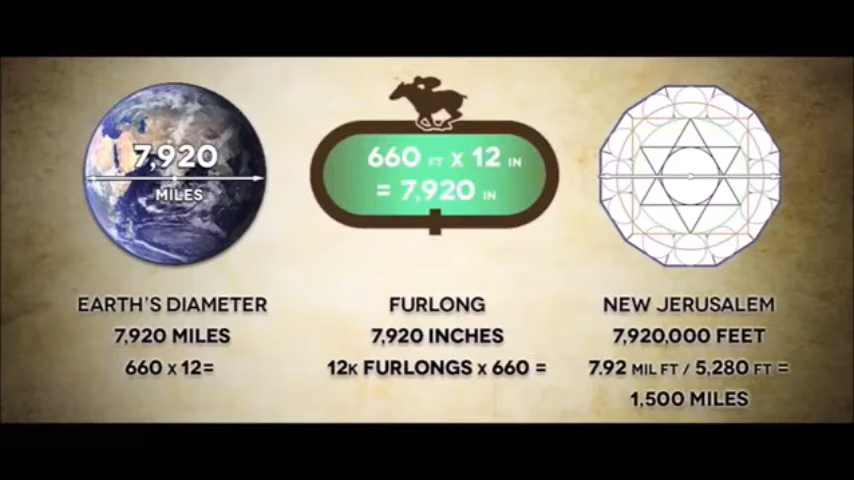 7,920
MILES
660 FT X 12 IN
= 7,920 IN
EARTH'S DIAMETER
7,920 MILES
660 X 12=
FURLONG
7,920 INCHES
12K FURLONGS X 660 =
NEW JERUSALEM
7,920,000 FEET
7.92 MIL FT / 5,280 FT =
1,500 MILES